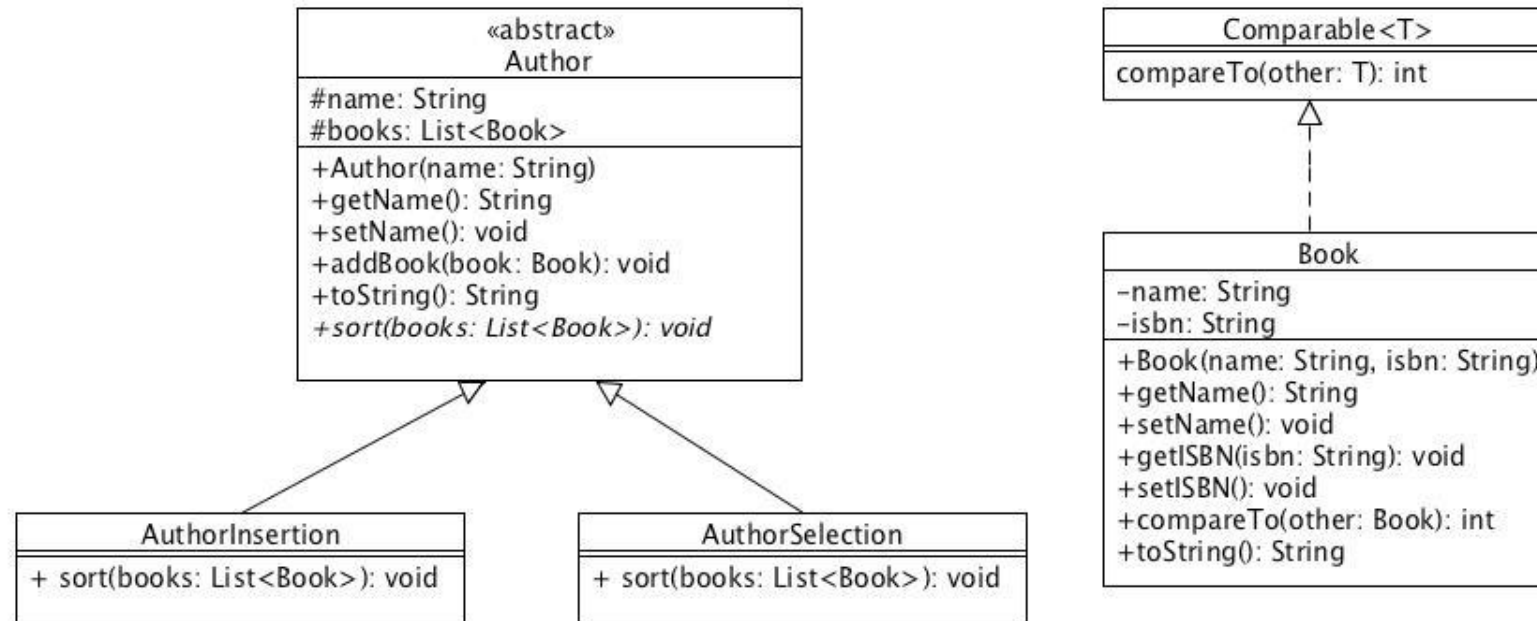 «abstract»
Author
#name: String
#books: List<Book>
+Author(name: String)
+getName(): String
+setName(): void
+addBook(book: Book): void
+toString(): String
+sort(books: List<Book>): void
Comparable<T>
compareTo(other: T): int
Book
–name: String
–isbn: String
+Book(name: String, isbn: String)
+getName(): String
+setName(): void
+getISBN(isbn: String): void
+setISBN(): void
+compareTo(other: Book): int
+toString(): String
AuthorInsertion
+ sort(books: List<Book>): void
AuthorSelection
+ sort(books: List<Book>): void